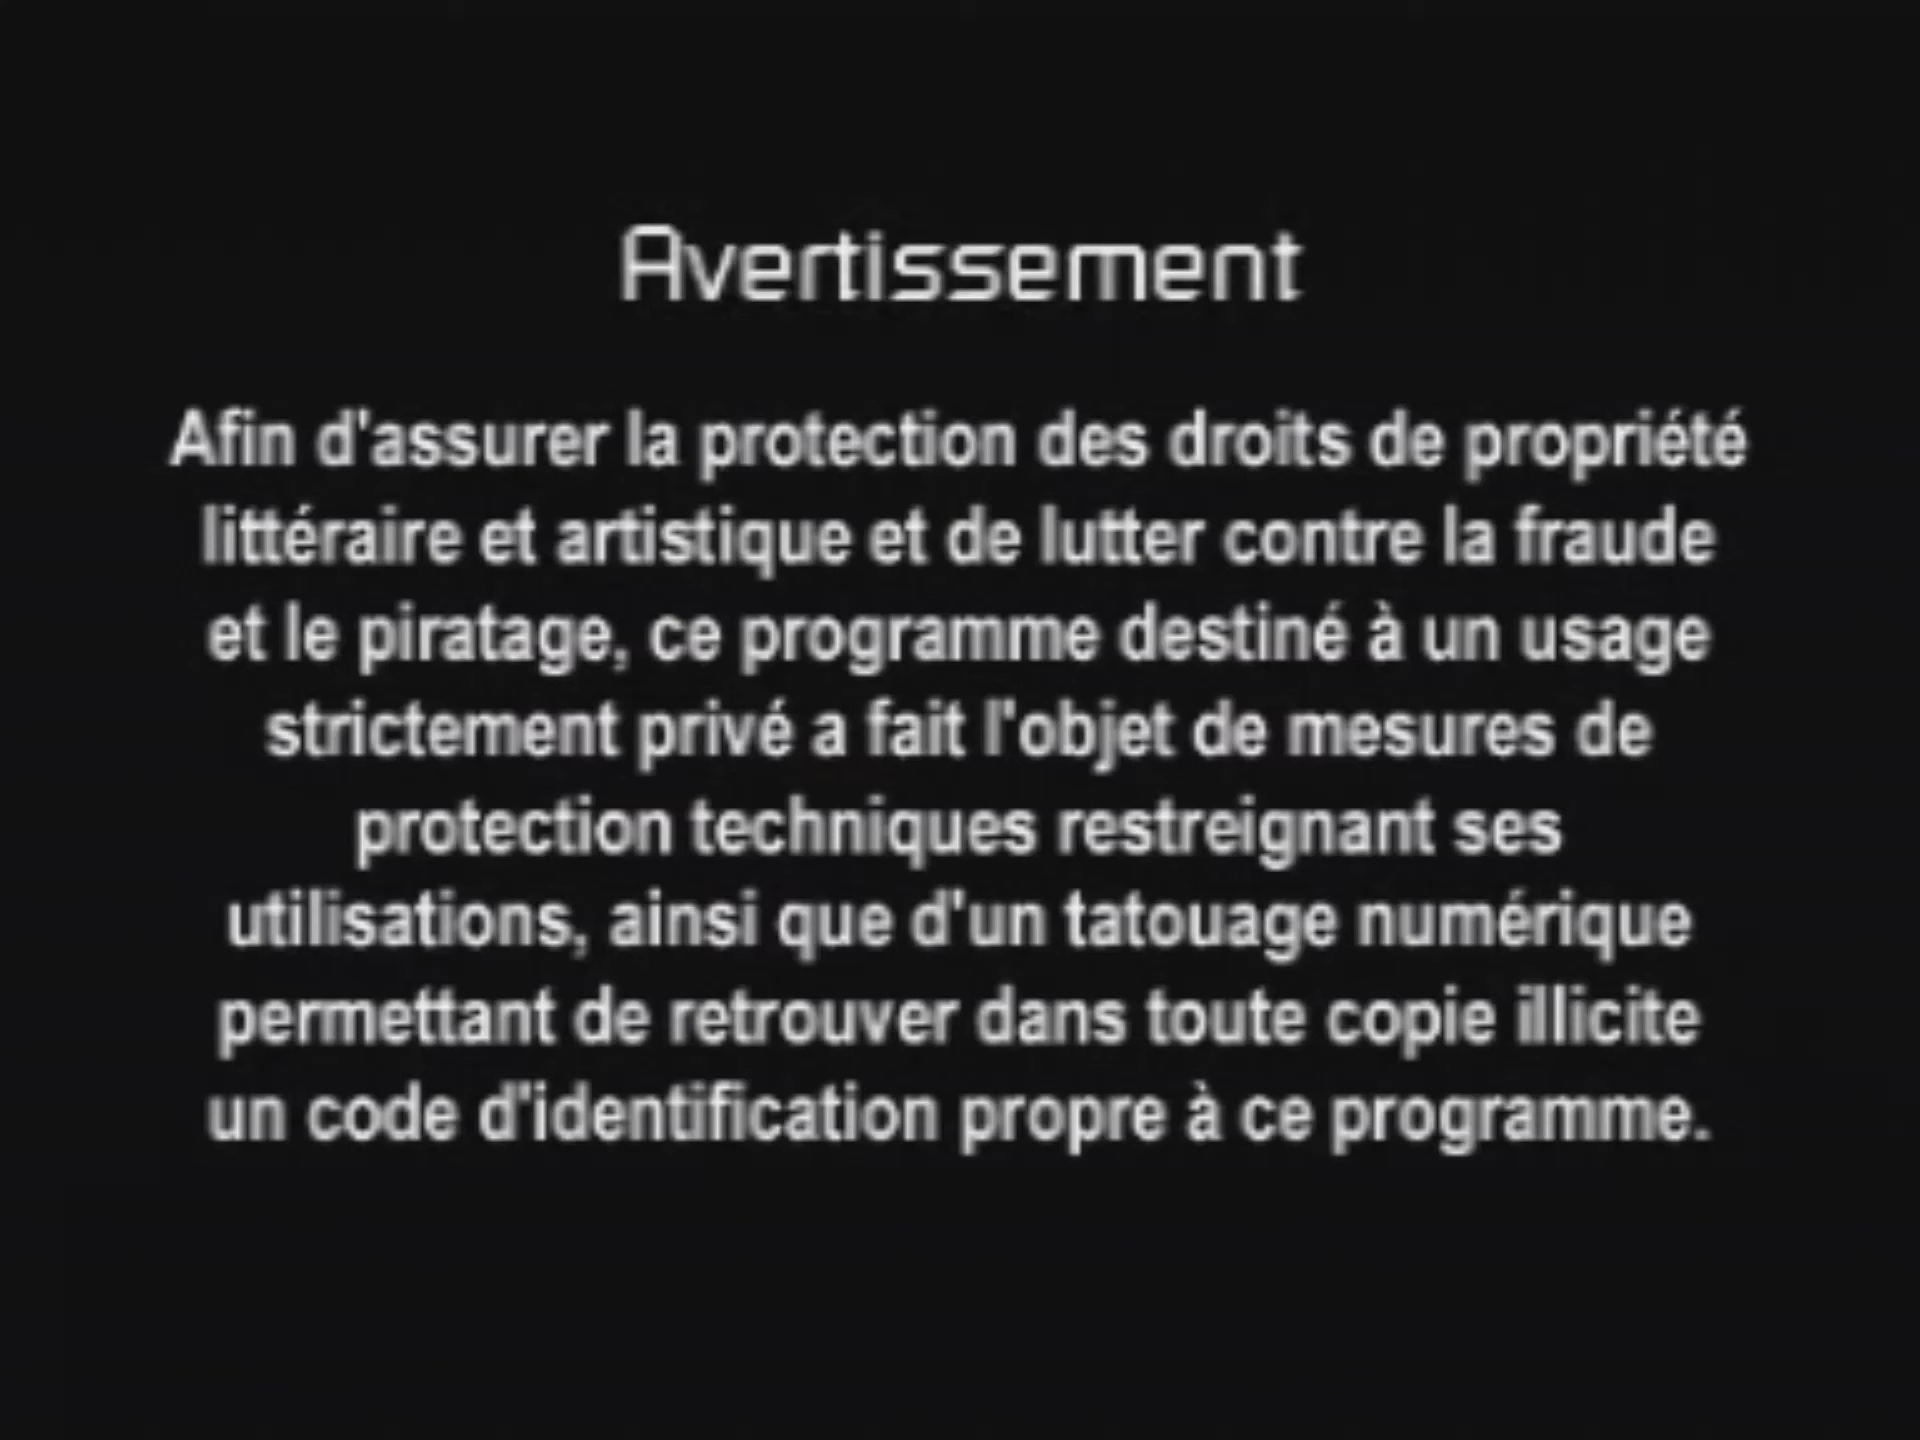 Avertissement
Afin d'assurer la protection des droits de propriété
littéraire et artistique et de lutter contre la fraude
et le piratage, ce programme destiné à un usage
strictement privé a fait l'objet de mesures de
protection techniques restreignant ses
utilisations, ainsi que d'un tatouage numérique
permettant de retrouver dans toute copie illicite
un code d'identification propre à ce programme.